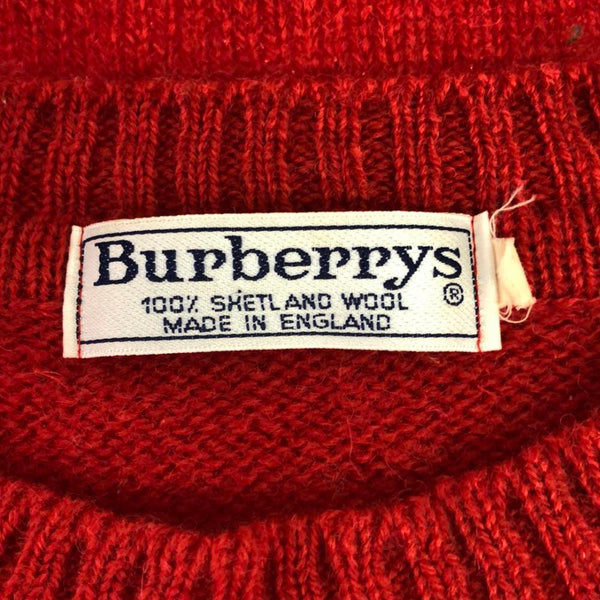 Burberrys
100% SHETLAND WOOL ®
MADE IN ENGLAND